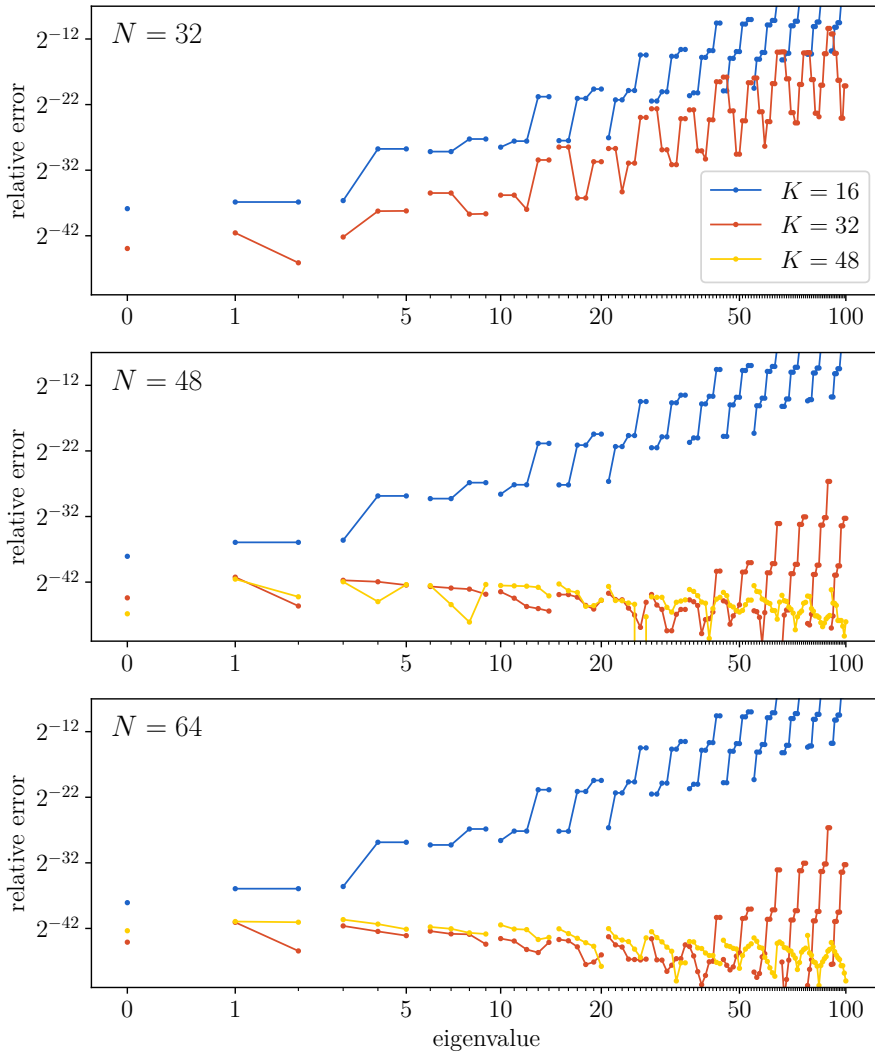 N = 32
relative error
2^{-12}
2^{-22}
2^{-32}
2^{-42}
K = 16
K = 32
K = 48
0 1 5 10 20 50 100
N = 48
relative error
2^{-12}
2^{-22}
2^{-32}
2^{-42}
0 1 5 10 20 50 100
N = 64
relative error
2^{-12}
2^{-22}
2^{-32}
2^{-42}
0 1 5 10 20 50 100
eigenvalue